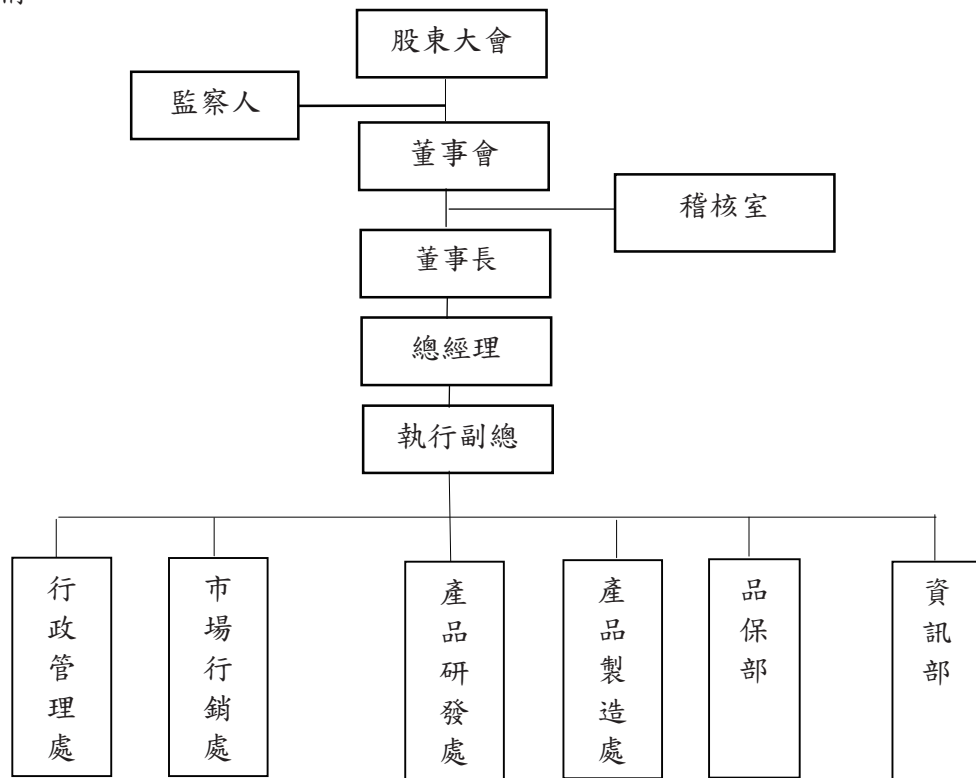 股東大會
監察人
董事會
稽核室
董事長
總經理
執行副總
行政管理處
市場行銷處
產品研發處
產品製造處
品保部
資訊部